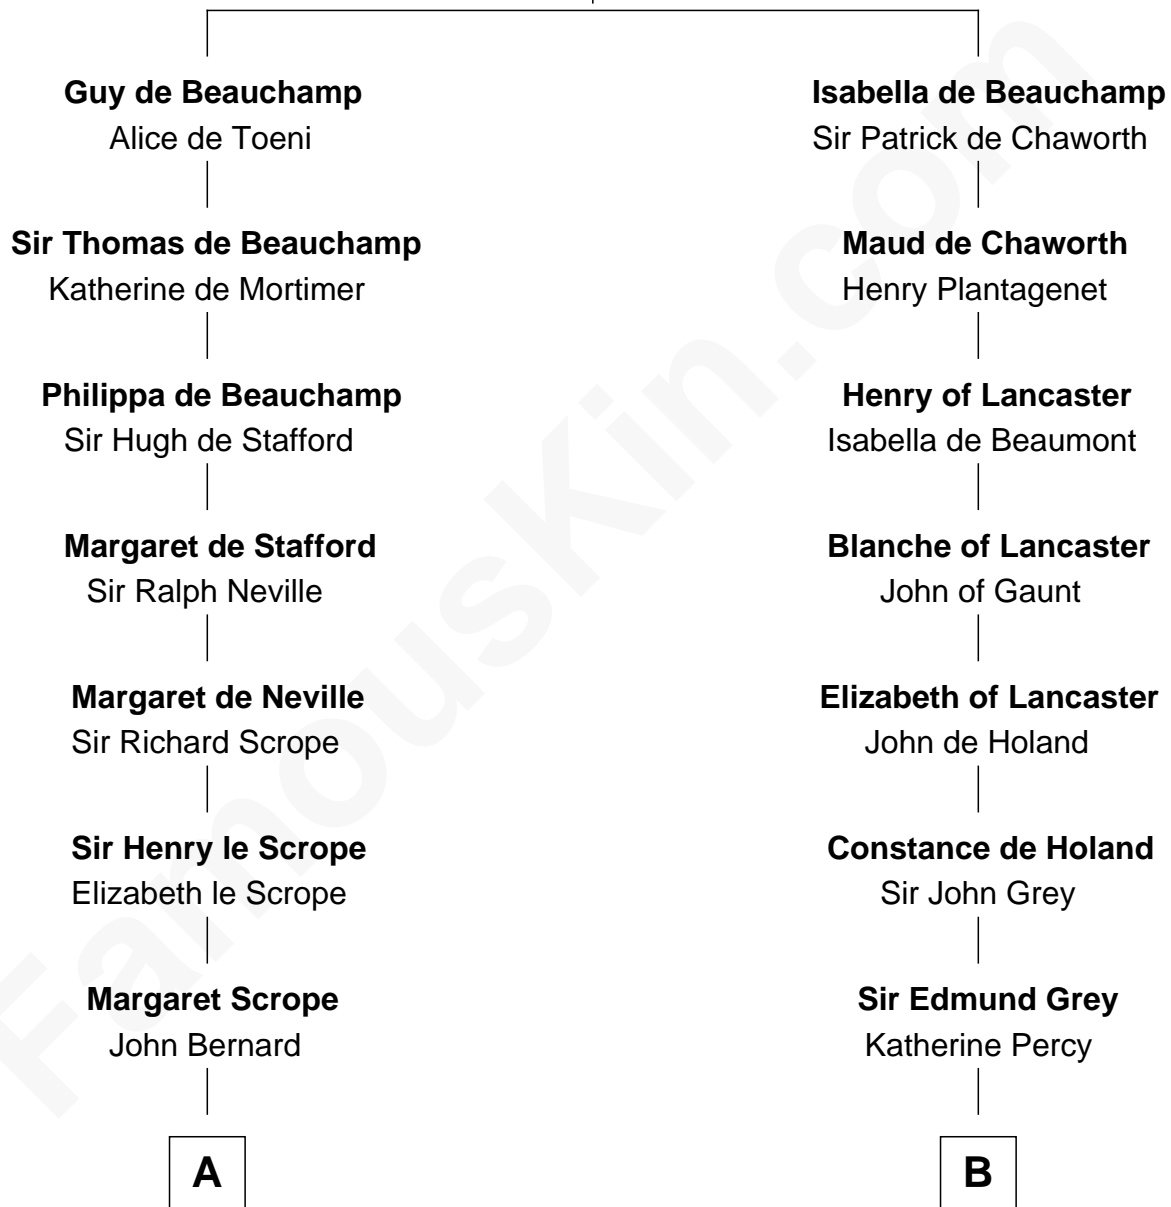 Guy de Beauchamp
Alice de Toeni
Sir Thomas de Beauchamp
Katherine de Mortimer
Philippa de Beauchamp
Sir Hugh de Stafford
Margaret de Stafford
Sir Ralph Neville
Margaret de Neville
Sir Richard Scrope
Sir Henry le Scrope
Elizabeth le Scrope
Margaret Scrope
John Bernard
A
Isabella de Beauchamp
Sir Patrick de Chaworth
Maud de Chaworth
Henry Plantagenet
Henry of Lancaster
Isabella de Beaumont
Blanche of Lancaster
John of Gaunt
Elizabeth of Lancaster
John de Holand
Constance de Holand
Sir John Grey
Sir Edmund Grey
Katherine Percy
B
FamousKin.com